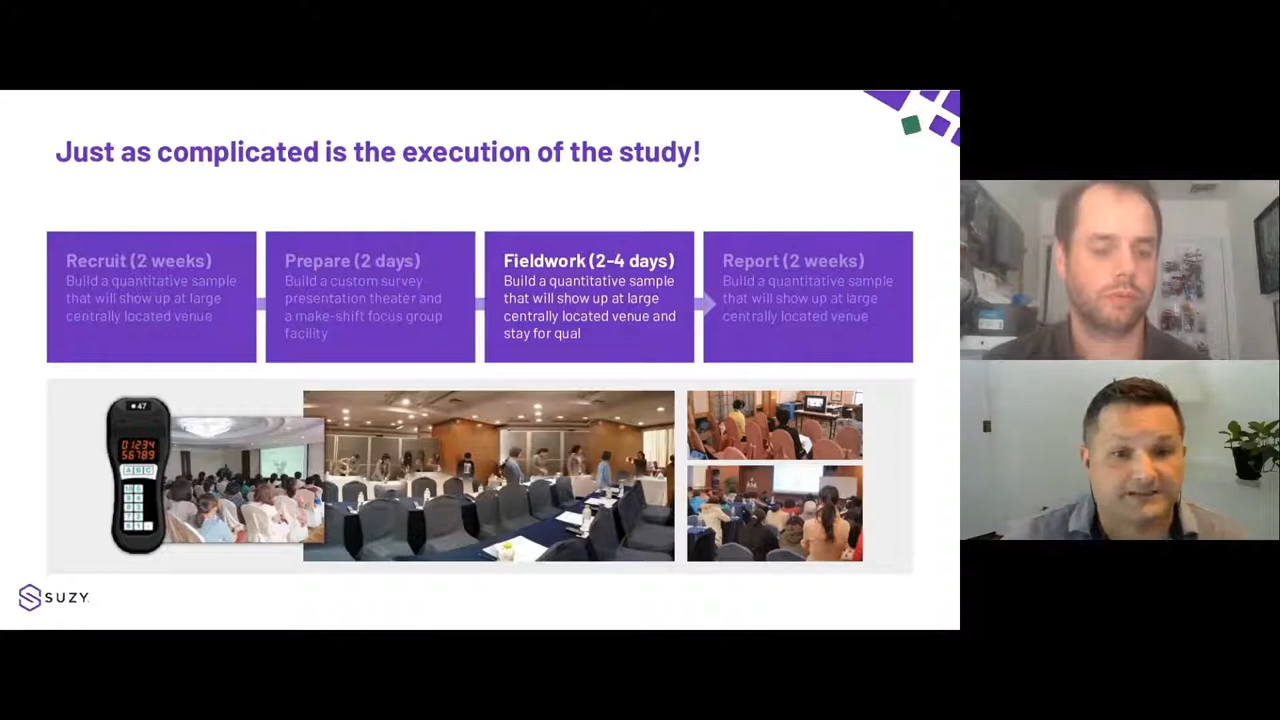 Just as complicated is the execution of the study!
Recruit (2 weeks)
Build a quantitative sample
that will show up at large
centrally located venue
Prepare (2 days)
Build a custom survey
presentation theater and
a make-shift focus group
facility
Fieldwork (2-4 days)
Build a quantitative sample
that will show up at large
centrally located venue and
stay for qual
Report (2 weeks)
Build a quantitative sample
that will show up at large
centrally located venue
47
01234
56789
A B C
SUZY